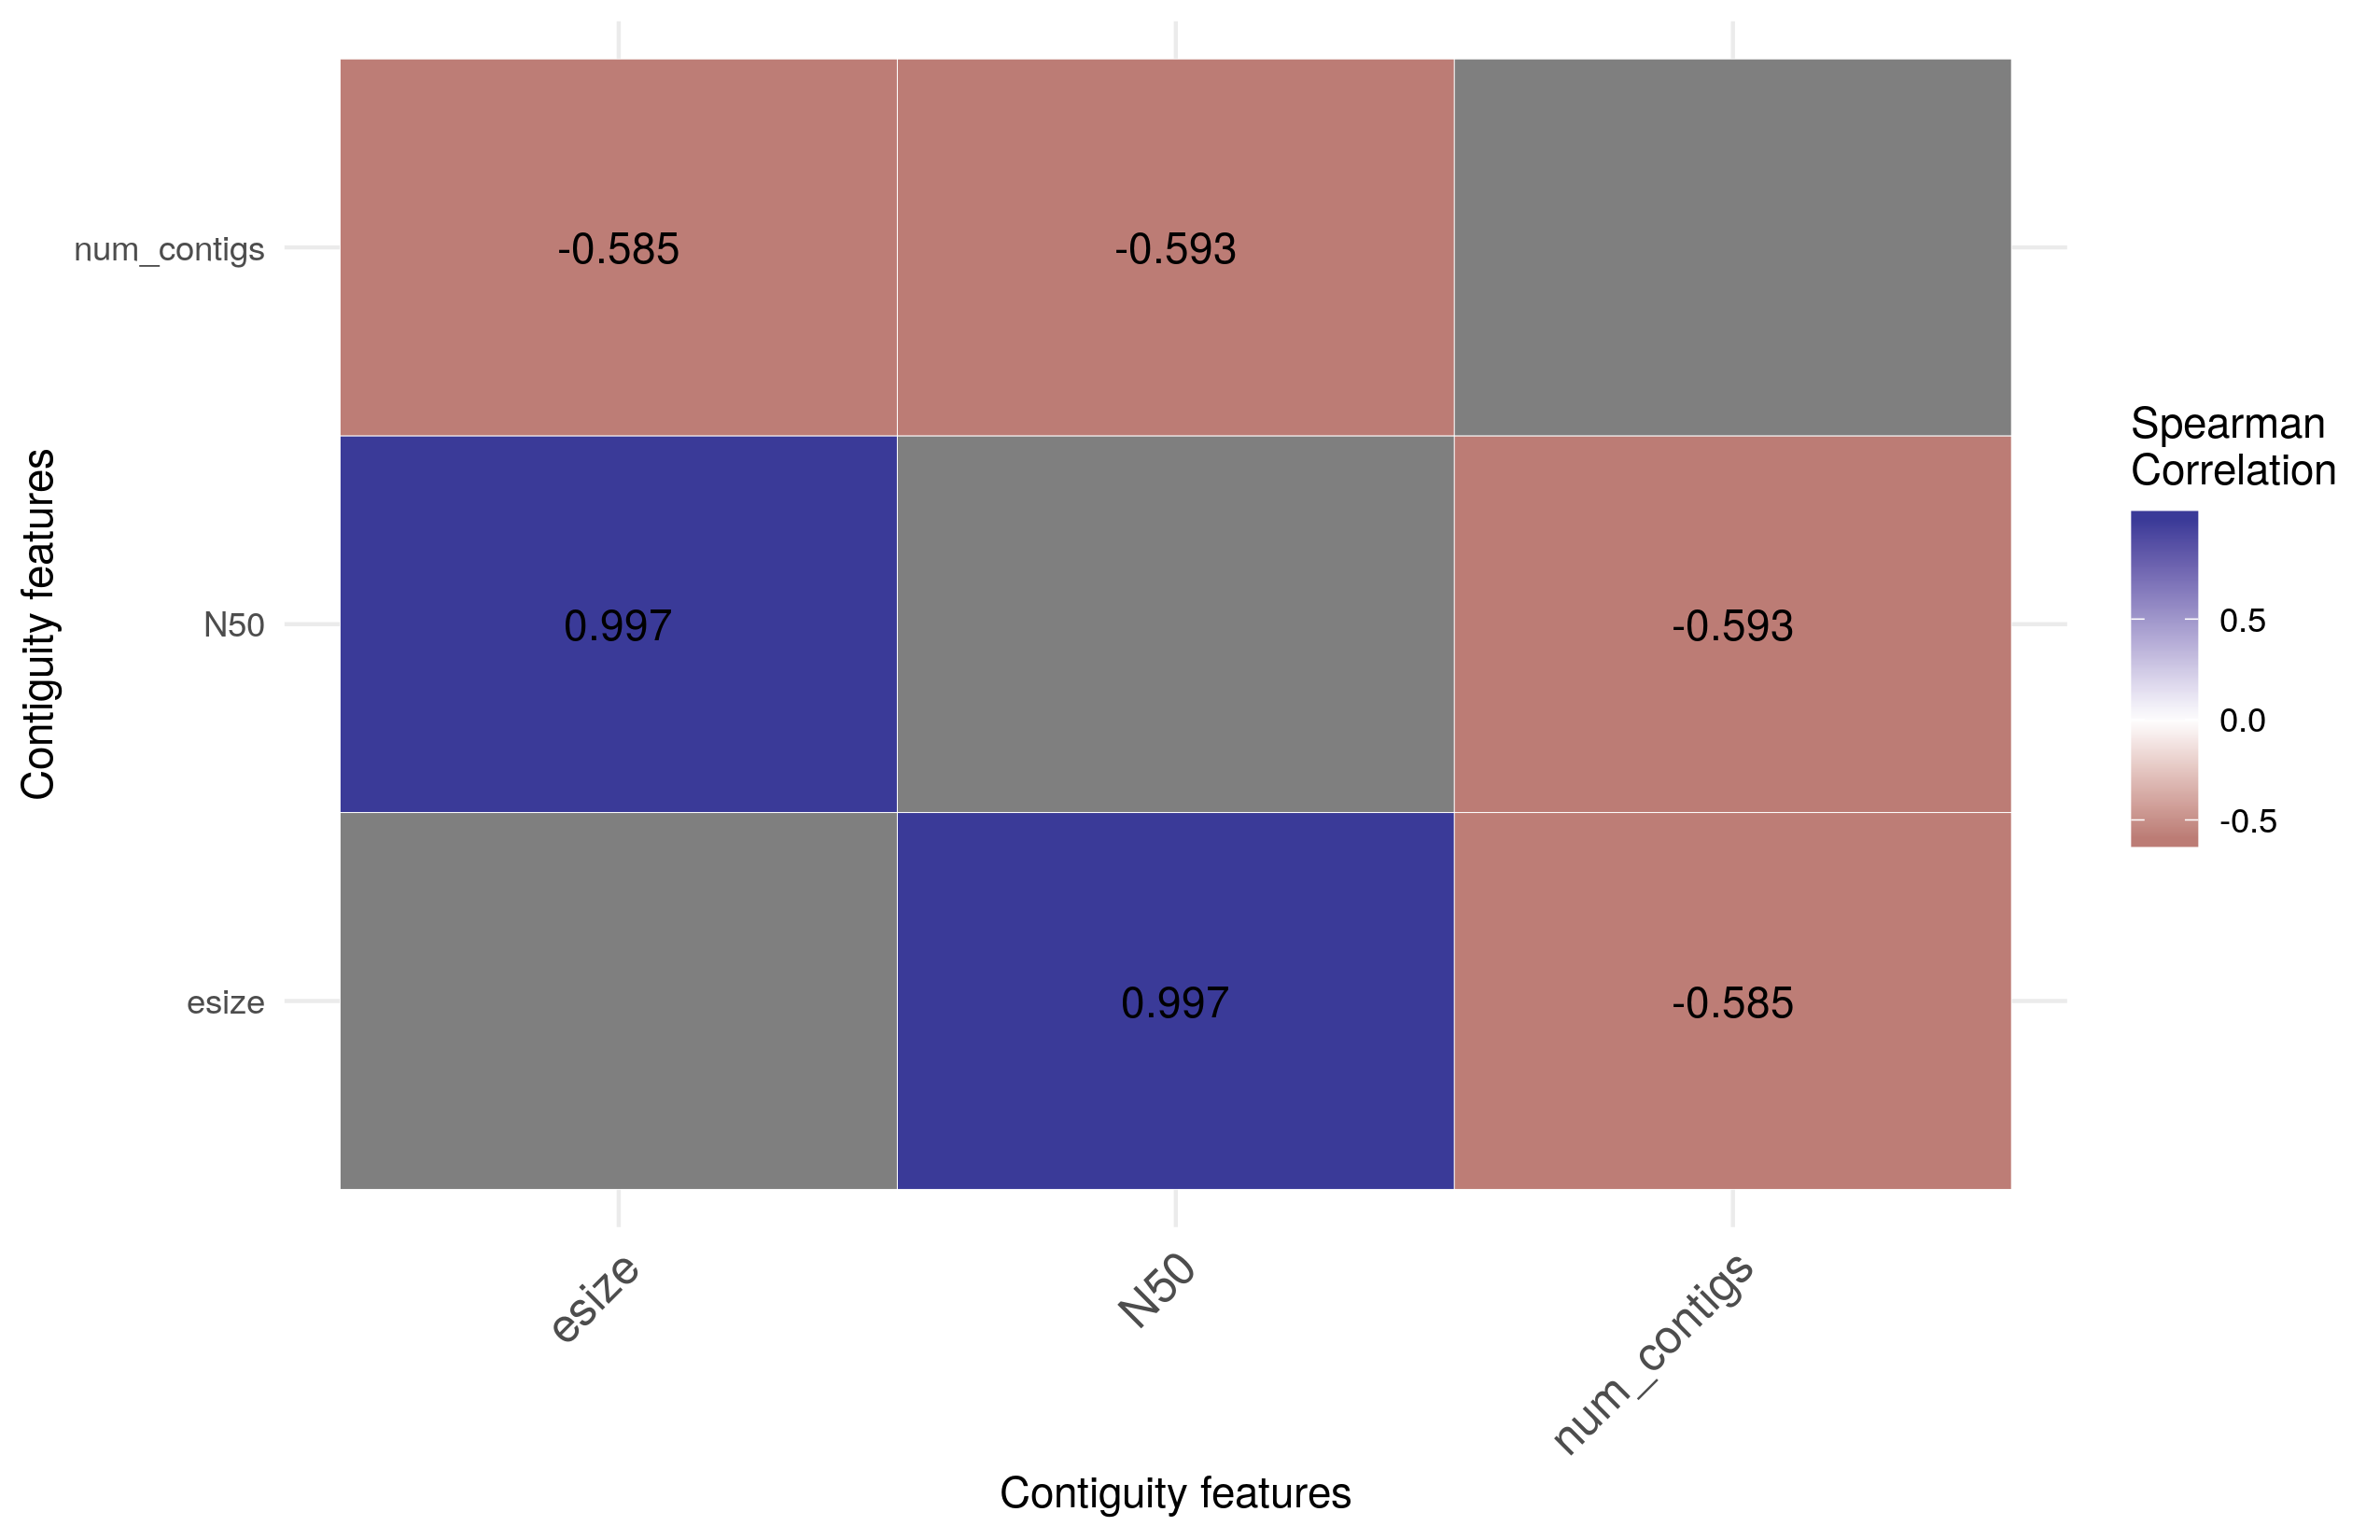 num_contigs
-0.585
-0.593
N50
0.997
-0.593
esize
0.997
-0.585
esize
N50
num_contigs
Contiguity features
Contiguity features
Spearman
Correlation
0.5
0.0
-0.5